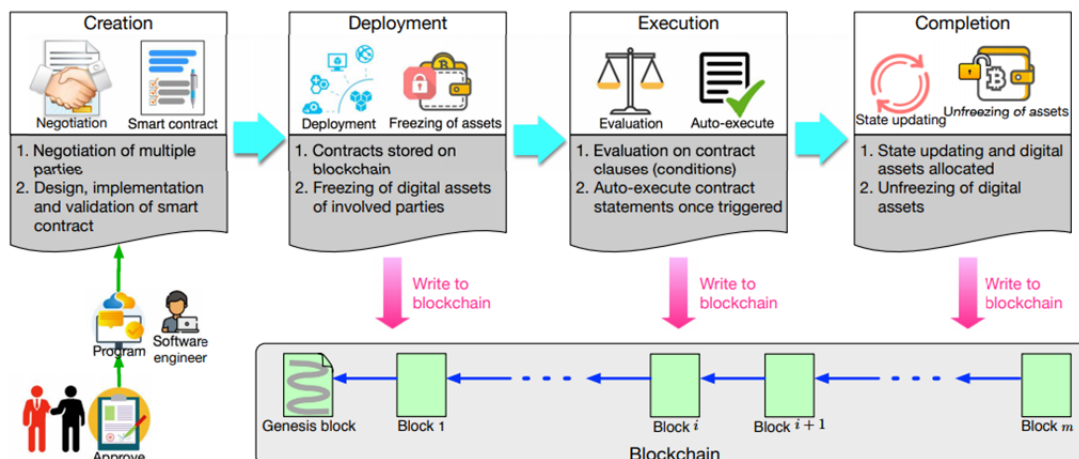 Creation
Negotiation
Smart contract
1. Negotiation of multiple
parties
2. Design, implementation
and validation of smart
contract
Deployment
Deployment
Freezing of assets
1. Contracts stored on
blockchain
2. Freezing of digital assets
of involved parties
Execution
Evaluation
Auto-execute
1. Evaluation on contract
clauses (conditions)
2. Auto-execute contract
statements once triggered
Completion
State updating
Unfreezing of assets
1. State updating and digital
assets allocated
2. Unfreezing of digital
assets
Write to
blockchain
Write to
blockchain
Write to
blockchain
Program
Software
engineer
Approve
Genesis block
Block 1
Block i
Block i + 1
Block m
Blockchain